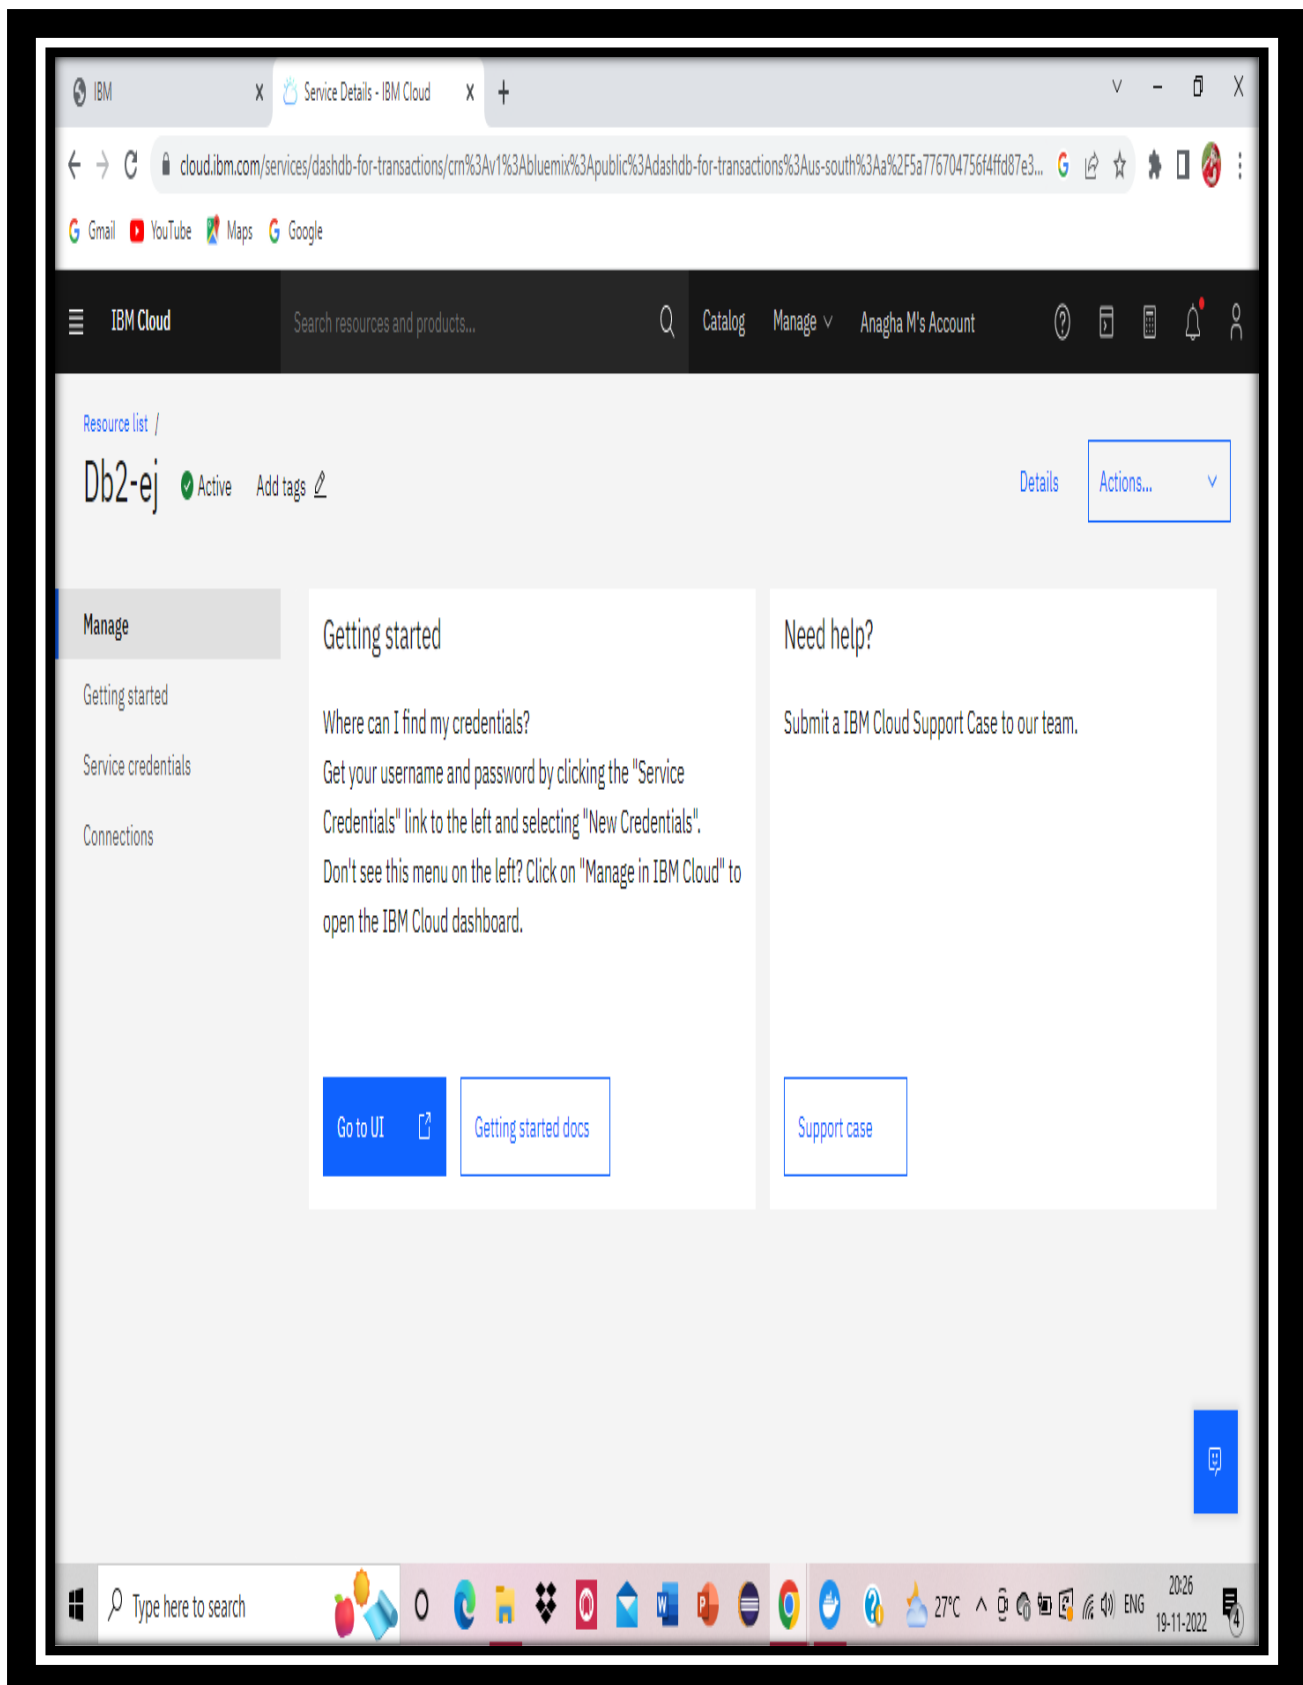 IBM
Service Details - IBM Cloud
cloud.ibm.com/services/dashdb-for-transactions/crn%3Av1%3Abluemix%3Apublic%3Adashdb-for-transactions%3Aus-south%3Aa%2F5a776704756f4ffd87e3...
Gmail YouTube Maps Google
IBM Cloud Search resources and products... Catalog Manage Anagha M's Account
Resource list /
Db2-ej Active Add tags Details Actions...
Manage
Getting started
Service credentials
Connections
Getting started
Where can I find my credentials?
Get your username and password by clicking the "Service
Credentials" link to the left and selecting "New Credentials".
Don't see this menu on the left? Click on "Manage in IBM Cloud" to
open the IBM Cloud dashboard.
Go to UI Getting started docs
Need help?
Submit a IBM Cloud Support Case to our team.
Support case
Type here to search
27°C ENG
20:26
19-11-2022
4